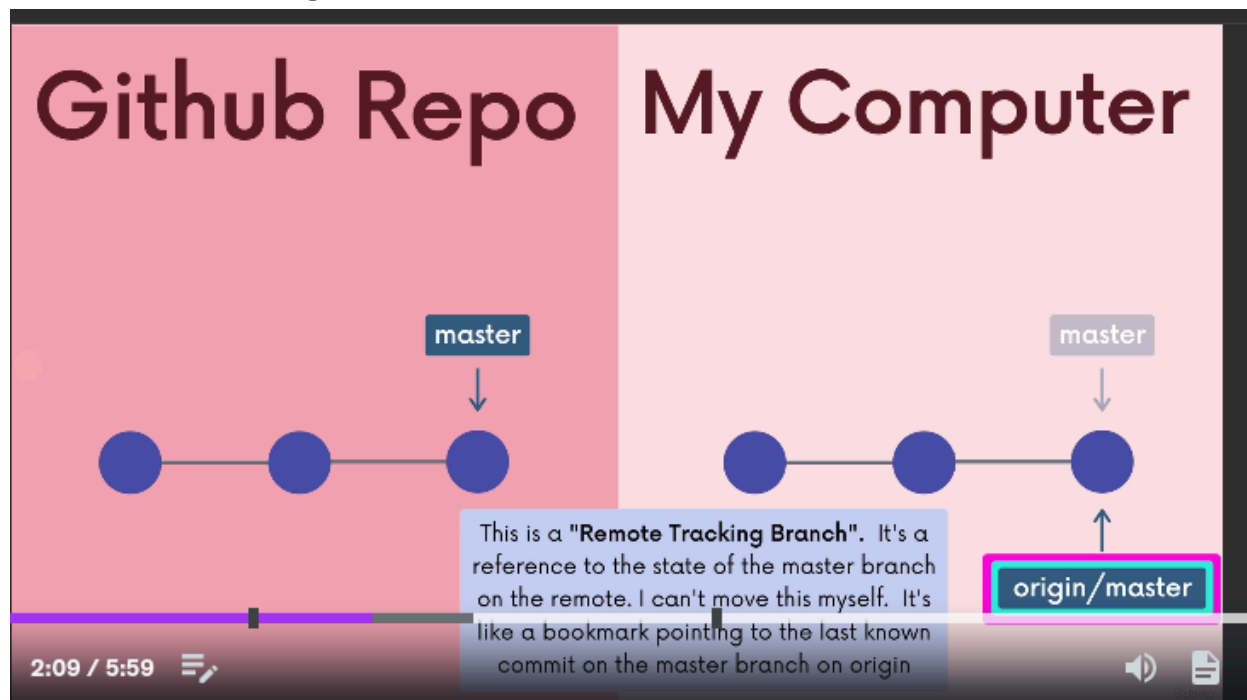 Github Repo
My Computer
master
master
This is a "Remote Tracking Branch". It's a
reference to the state of the master branch
on the remote. I can't move this myself. It's
like a bookmark pointing to the last known
commit on the master branch on origin
origin/master
2:09 / 5:59